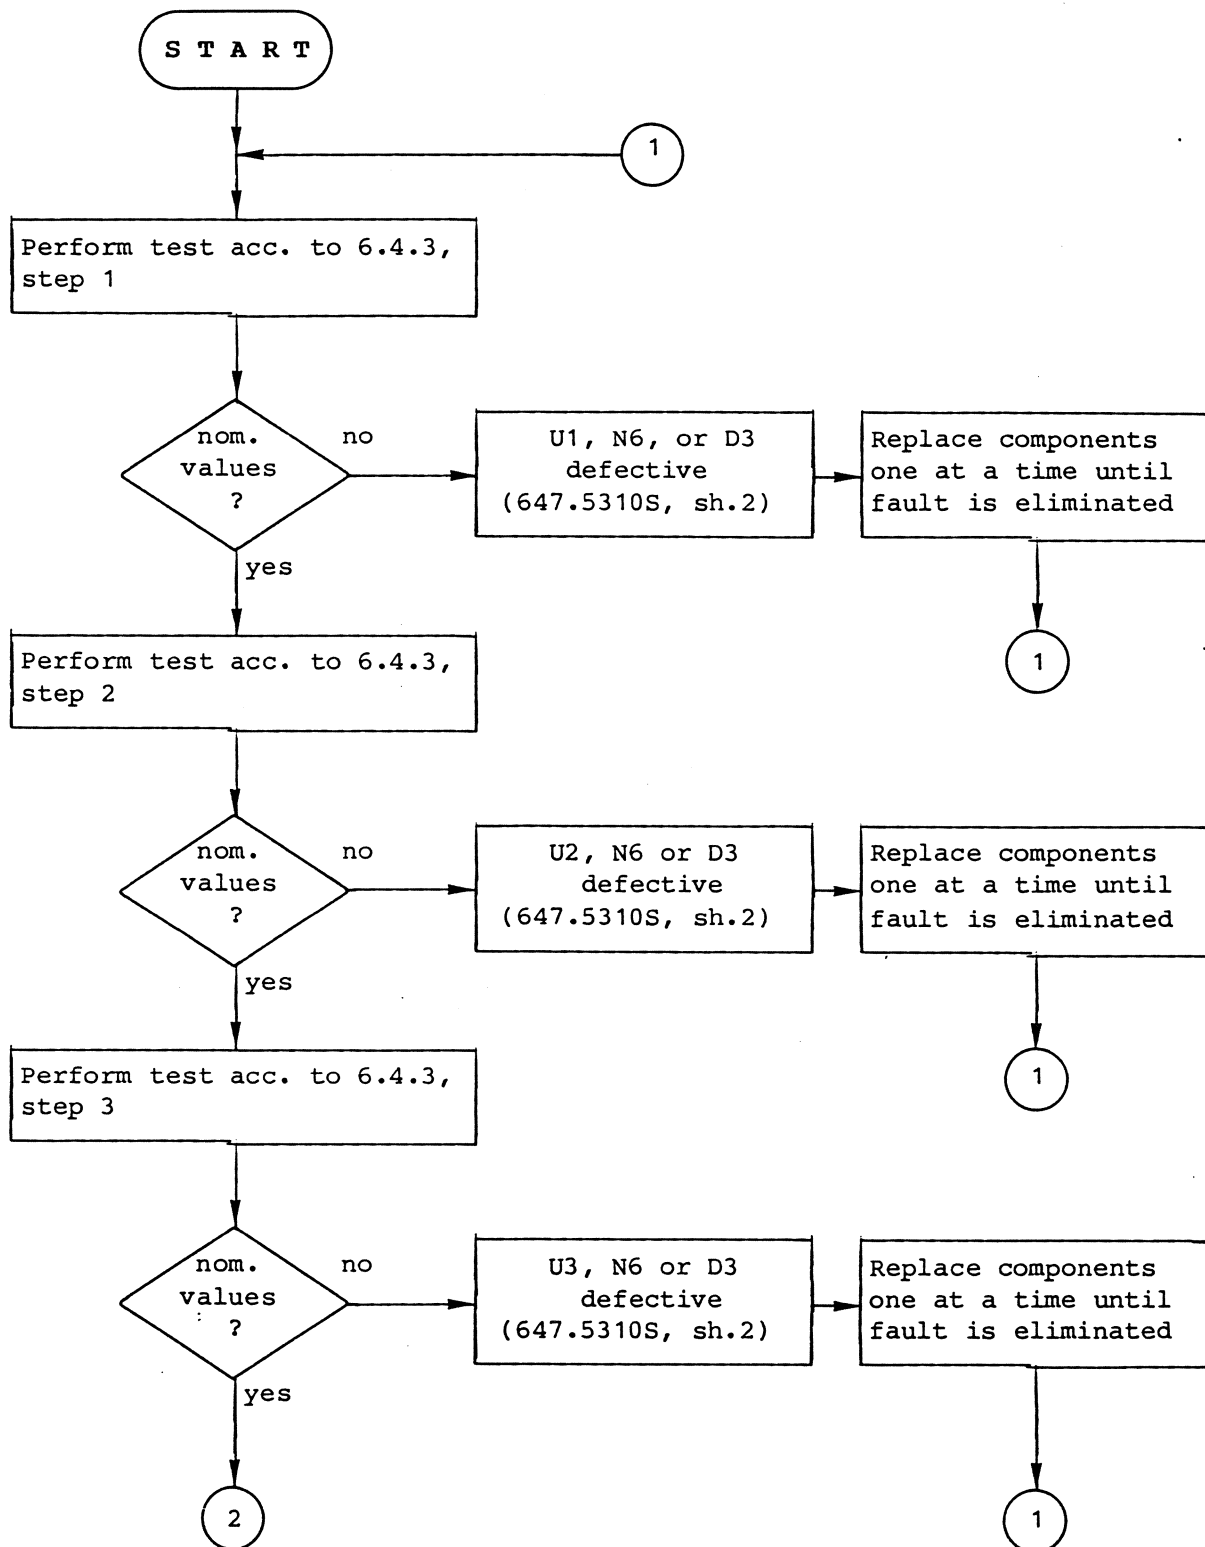 S T A R T
1
Perform test acc. to 6.4.3,
step 1
nom.
values
?
no
yes
U1, N6, or D3
defective
(647.5310S, sh.2)
Replace components
one at a time until
fault is eliminated
1
Perform test acc. to 6.4.3,
step 2
nom.
values
?
no
yes
U2, N6 or D3
defective
(647.5310S, sh.2)
Replace components
one at a time until
fault is eliminated
1
Perform test acc. to 6.4.3,
step 3
nom.
values
?
no
yes
U3, N6 or D3
defective
(647.5310S, sh.2)
Replace components
one at a time until
fault is eliminated
2
1